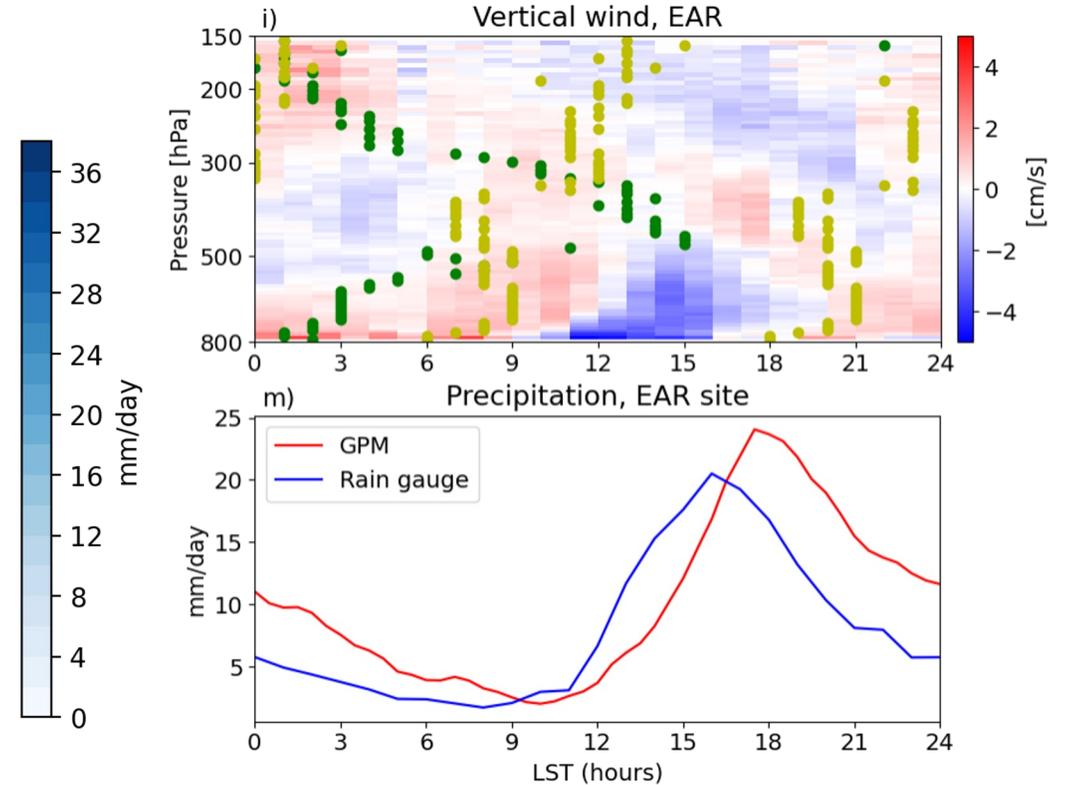 i) Vertical wind, EAR
150
200
300
500
800
Pressure [hPa]
0 3 6 9 12 15 18 21 24
4
2
0
−2
−4
[cm/s]
36
32
28
24
20
16
12
8
4
0
mm/day
m) Precipitation, EAR site
25
20
15
10
5
mm/day
GPM
Rain gauge
0 3 6 9 12 15 18 21 24
LST (hours)